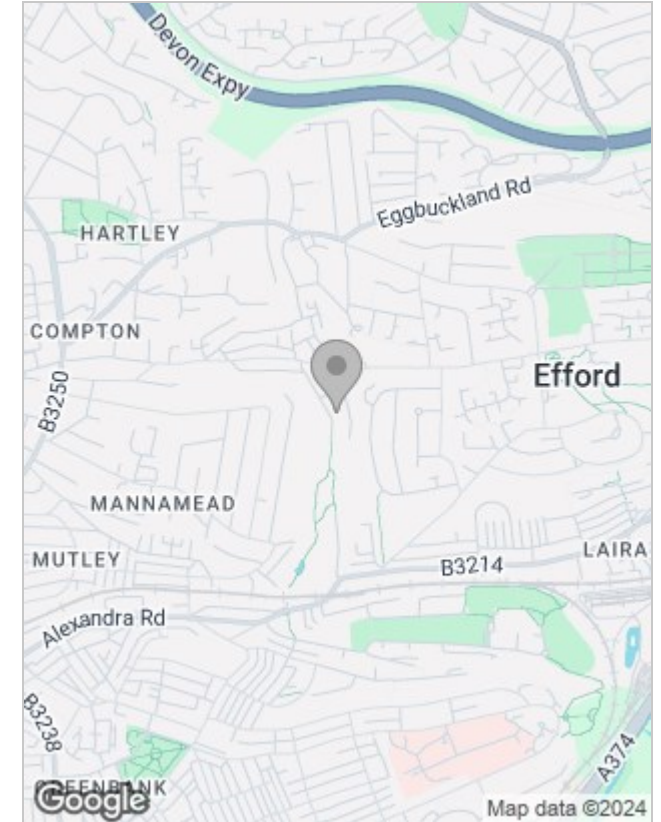 Devon Expy
Eggbuckland Rd
HARTLEY
COMPTON
Efford
B3250
MANNAMEAD
MUTLEY
LAIRA
B3214
Alexandra Rd
B3238
A374
GREENBANK
Google
Map data ©2024